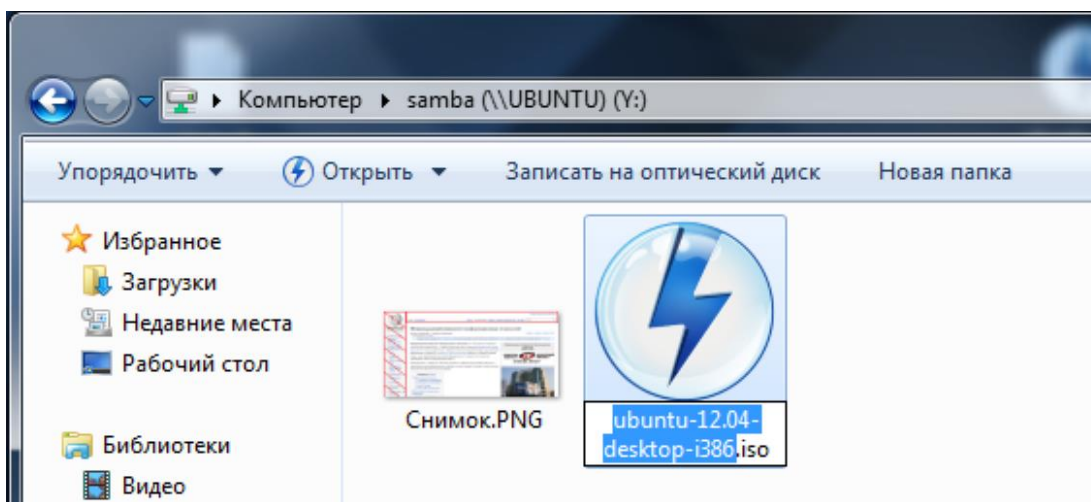 Компьютер ▸ samba (\\UBUNTU) (Y:)
Упорядочить ▾ Открыть ▾ Записать на оптический диск Новая папка
Избранное
Загрузки
Недавние места
Рабочий стол
Библиотеки
Видео
Снимок.PNG
ubuntu-12.04-
desktop-i386.iso